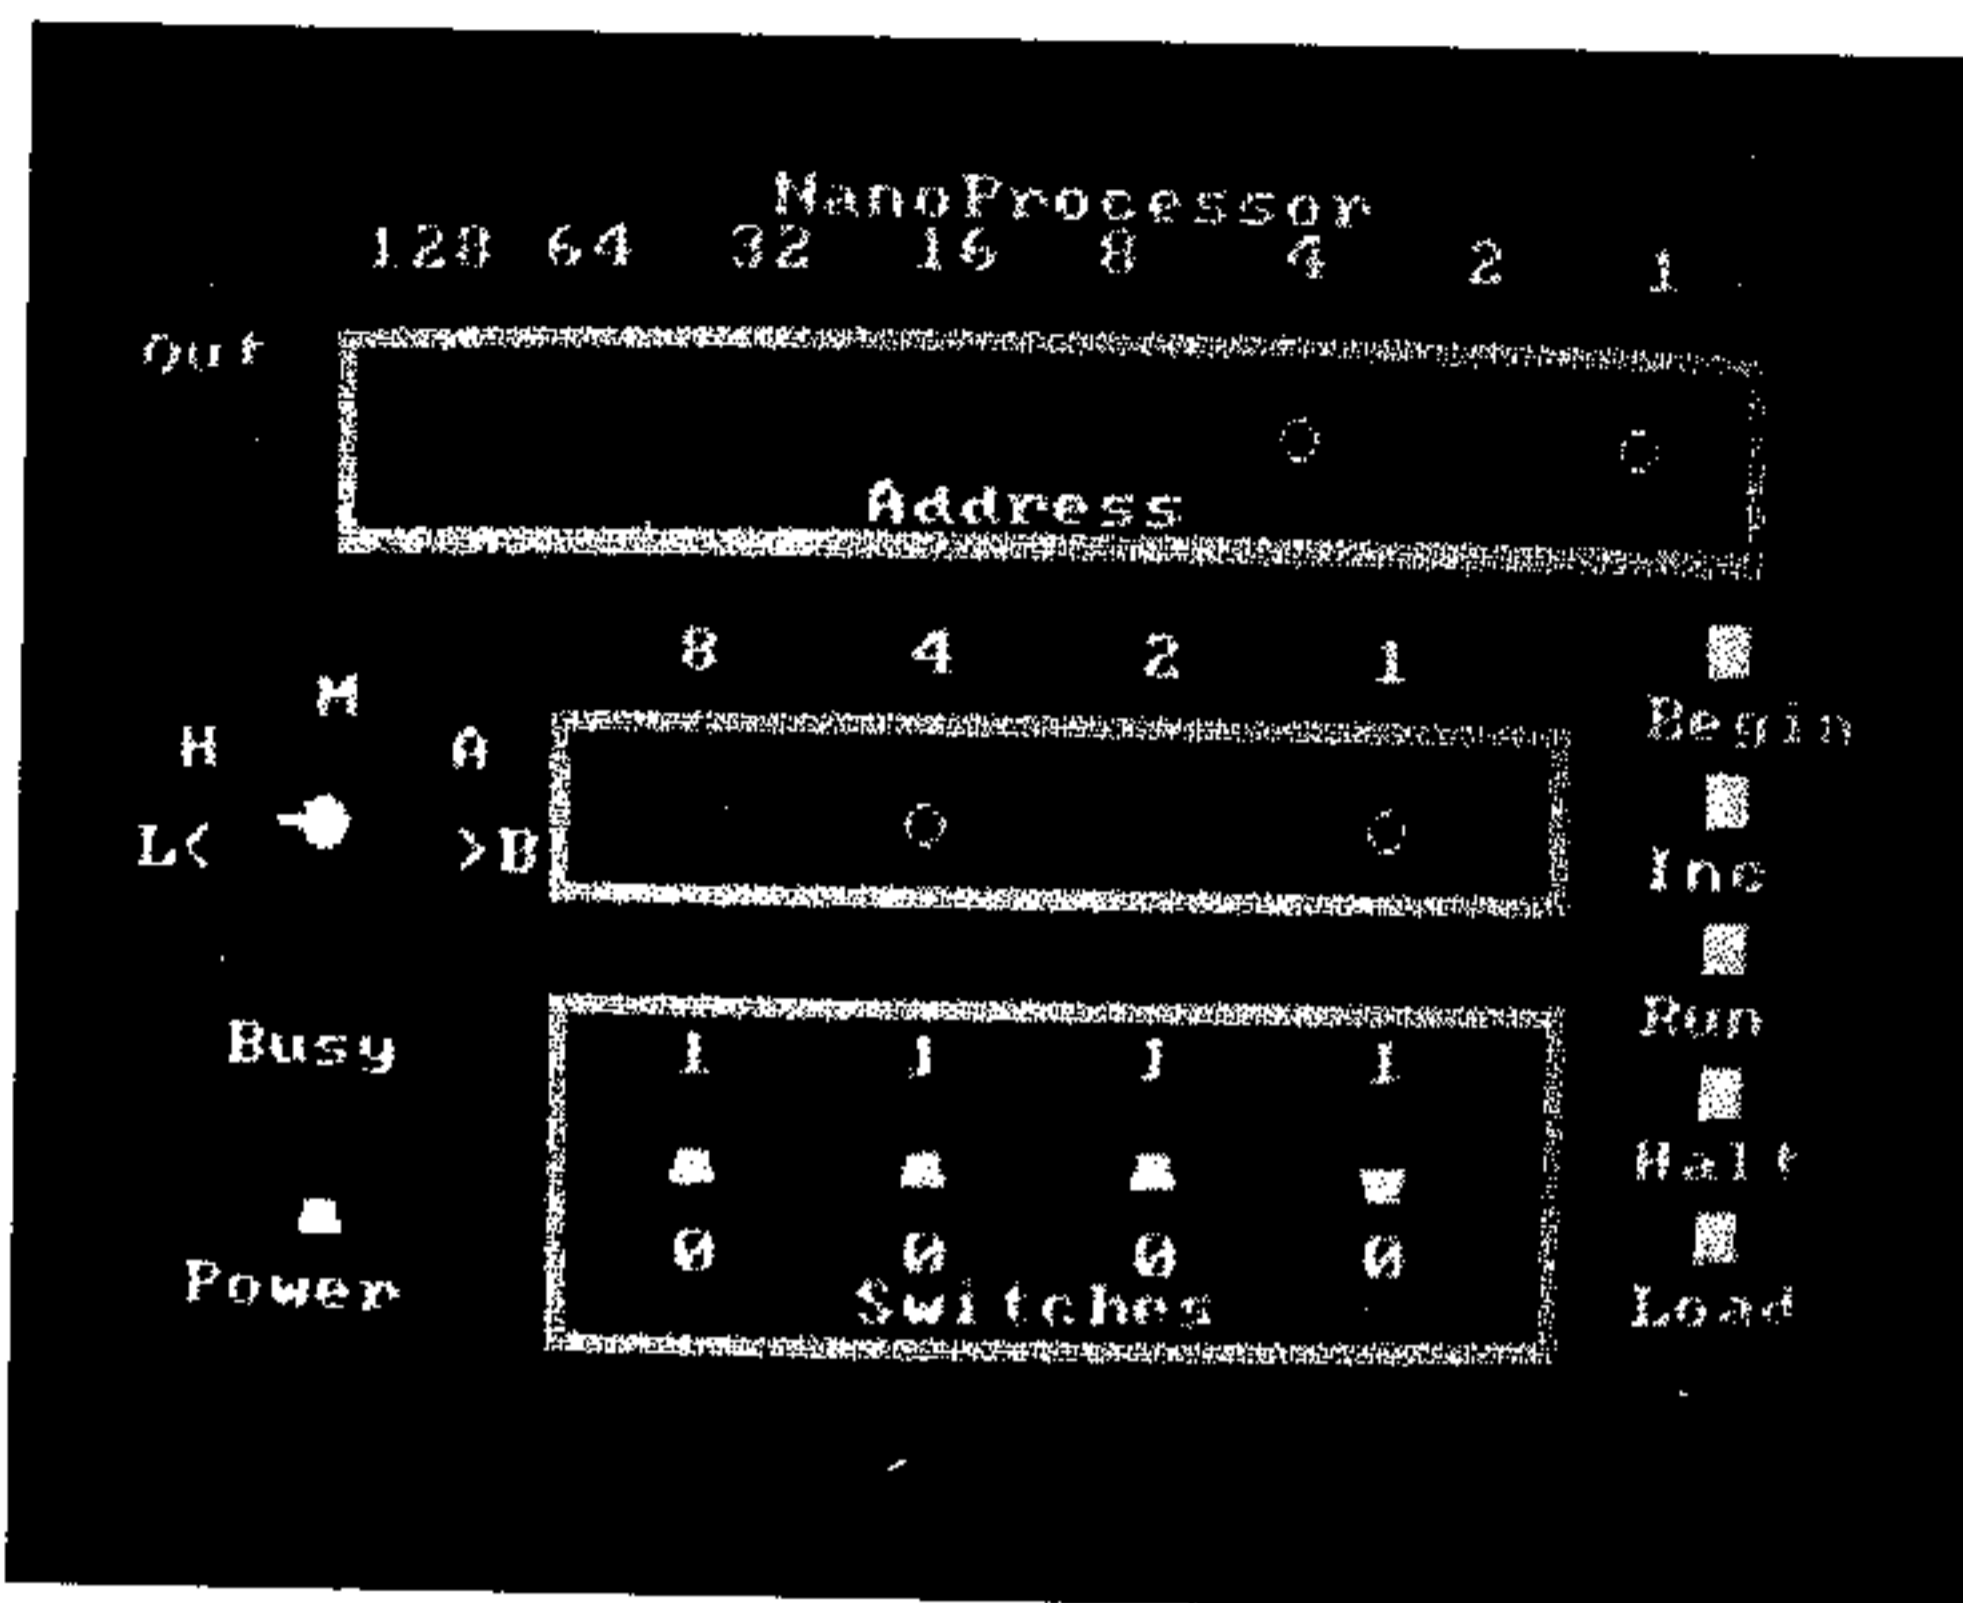 NanoProcessor
128 64 32 16 8 4 2 1
Out
Address
8 4 2 1
M
H A
L< >B
Begin
Inc
Run
Halt
Load
Busy
1 1 1 1
0 0 0 0
Switches
Power